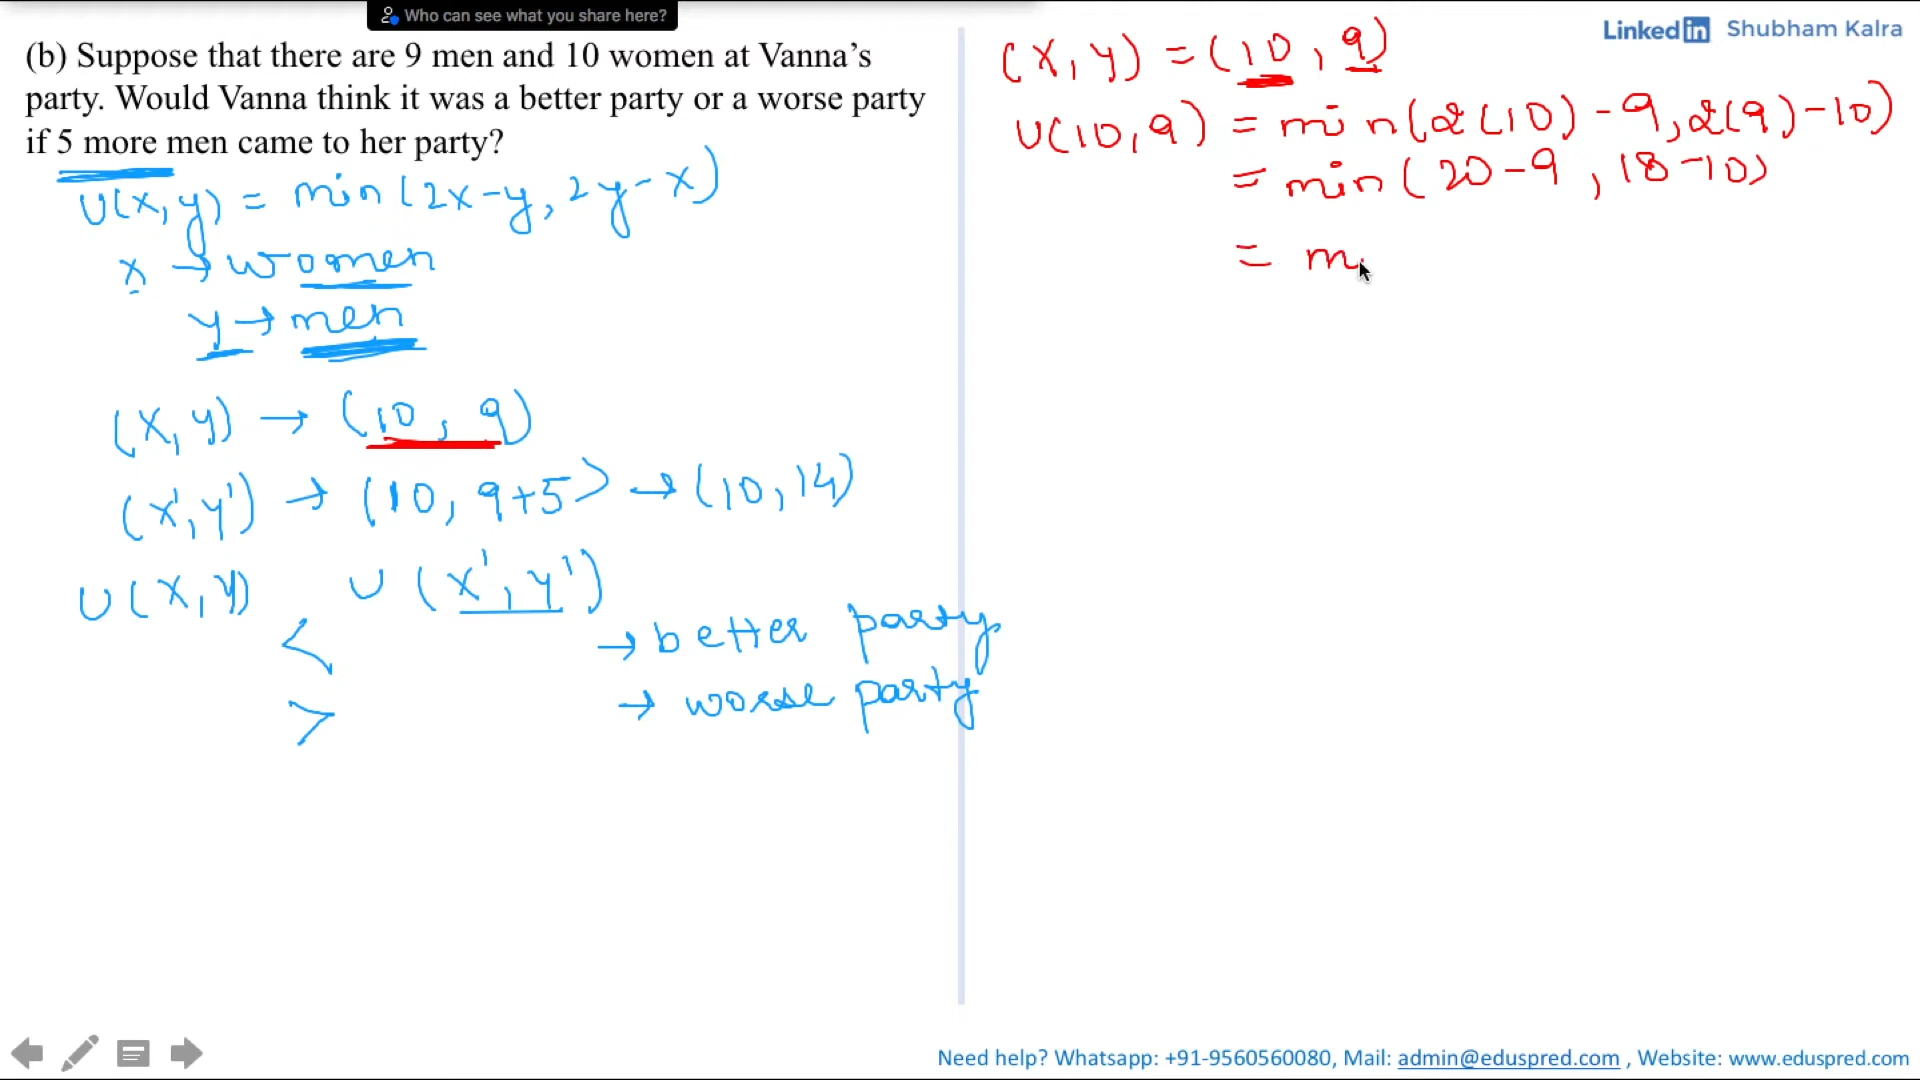 Who can see what you share here?
(b) Suppose that there are 9 men and 10 women at Vanna’s
party. Would Vanna think it was a better party or a worse party
if 5 more men came to her party?
U(x,y) = min(2x-y, 2y-x)
x → women
y → men
(x,y) → (10, 9)
(x',y') → (10, 9+5) → (10,14)
U(x,y) U(x',y')
< → better party
> → worse party
Linked in Shubham Kalra
(x,y) = (10, 9)
U(10,9) = min(2(10)-9, 2(9)-10)
= min(20-9, 18-10)
= mi
Need help? Whatsapp: +91-9560560080, Mail: admin@eduspred.com , Website: www.eduspred.com